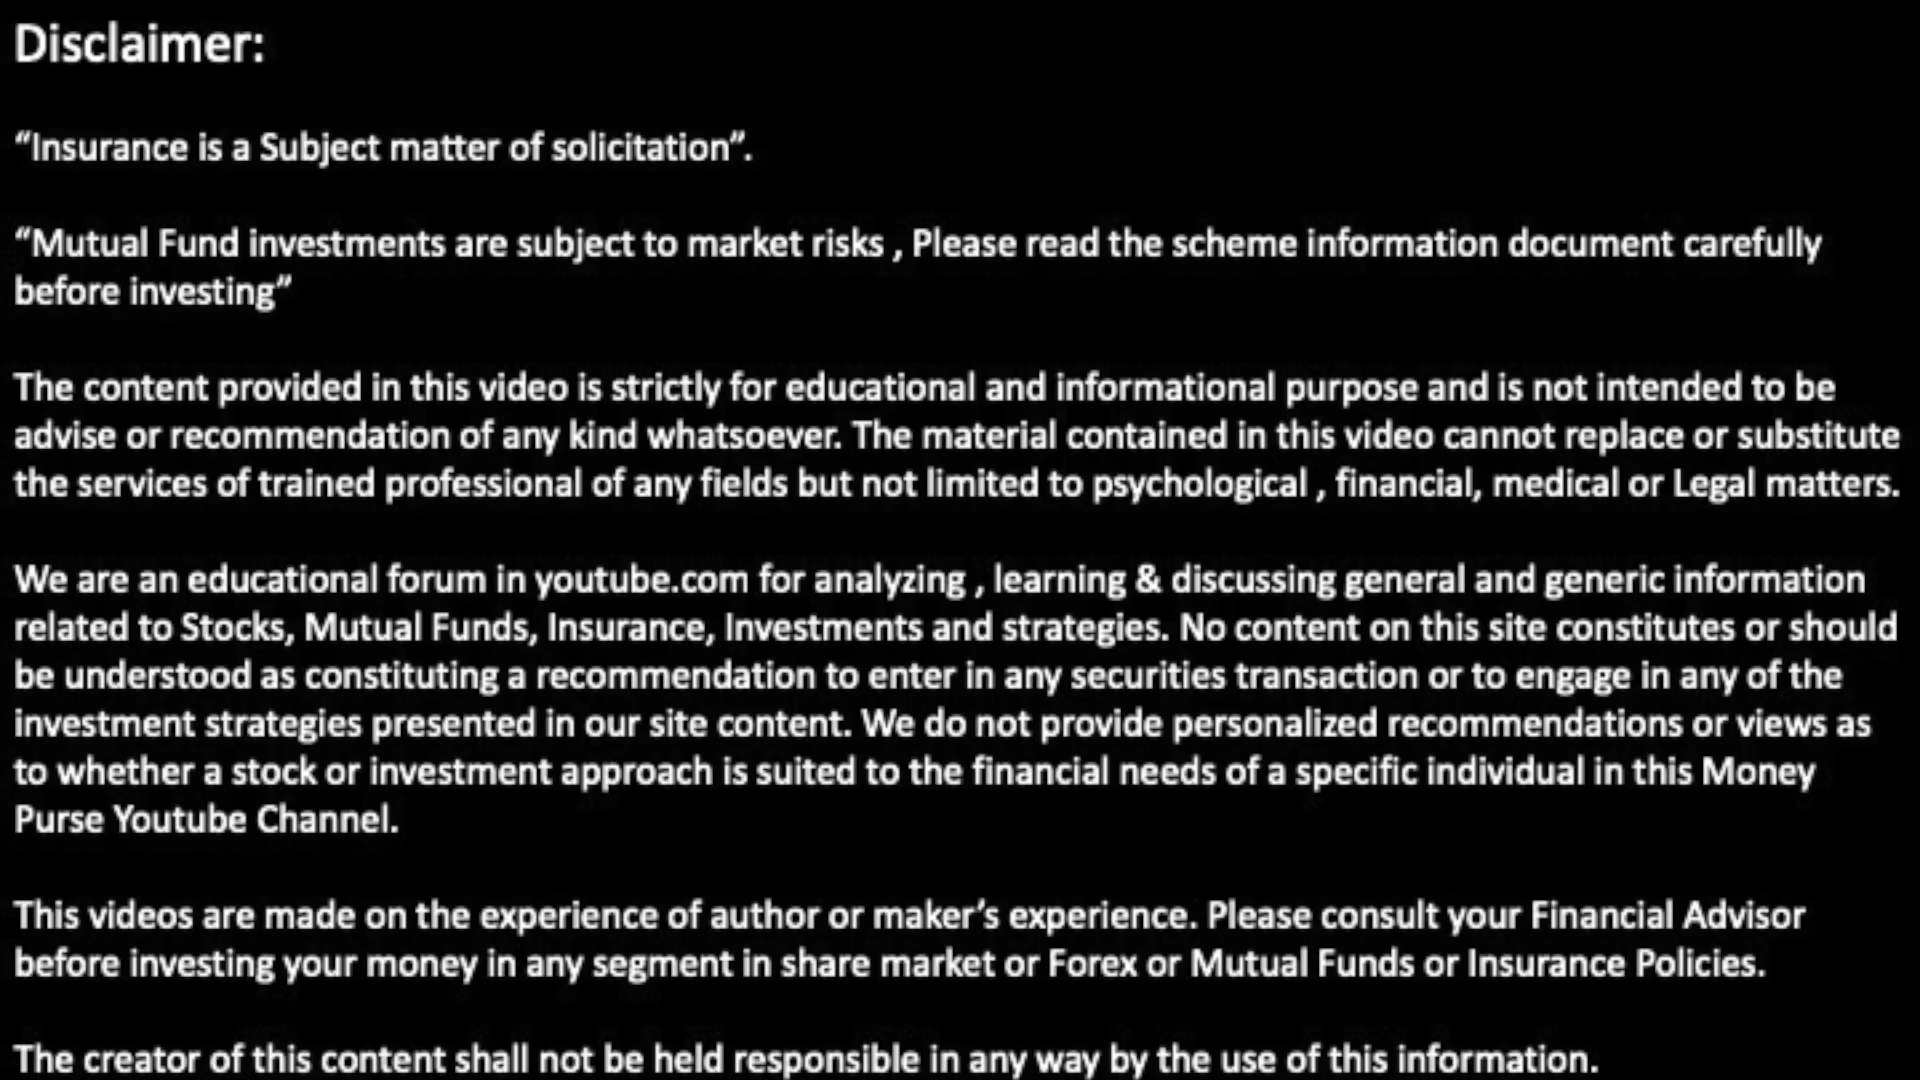 Disclaimer:
“Insurance is a Subject matter of solicitation”.
“Mutual Fund investments are subject to market risks , Please read the scheme information document carefully
before investing”
The content provided in this video is strictly for educational and informational purpose and is not intended to be
advise or recommendation of any kind whatsoever. The material contained in this video cannot replace or substitute
the services of trained professional of any fields but not limited to psychological , financial, medical or Legal matters.
We are an educational forum in youtube.com for analyzing , learning & discussing general and generic information
related to Stocks, Mutual Funds, Insurance, Investments and strategies. No content on this site constitutes or should
be understood as constituting a recommendation to enter in any securities transaction or to engage in any of the
investment strategies presented in our site content. We do not provide personalized recommendations or views as
to whether a stock or investment approach is suited to the financial needs of a specific individual in this Money
Purse Youtube Channel.
This videos are made on the experience of author or maker’s experience. Please consult your Financial Advisor
before investing your money in any segment in share market or Forex or Mutual Funds or Insurance Policies.
The creator of this content shall not be held responsible in any way by the use of this information.